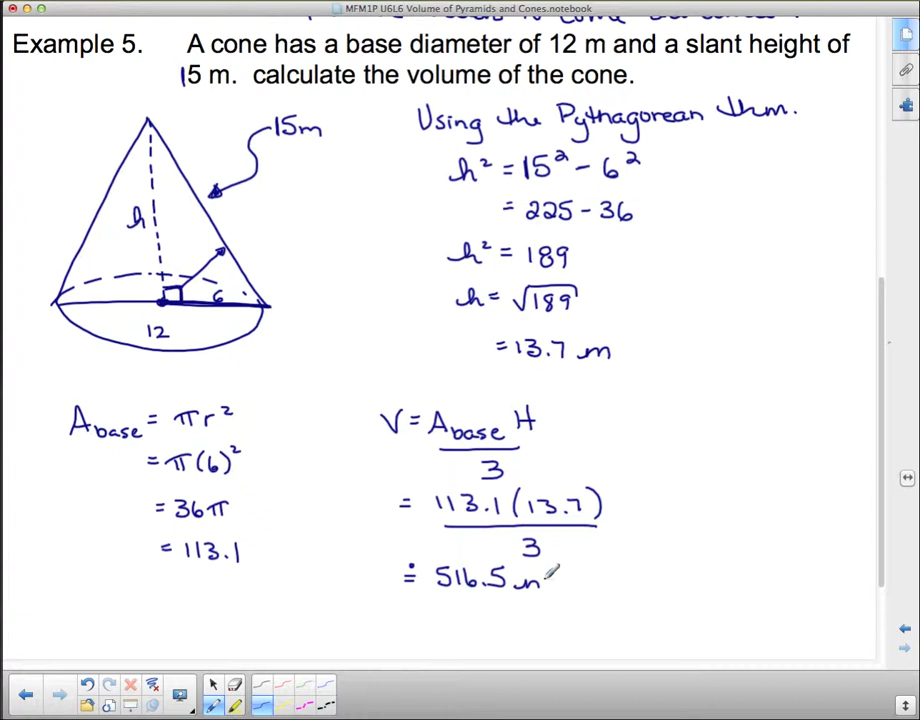 MFM1P U6L6 Volume of Pyramids and Cones.notebook
Example 5. A cone has a base diameter of 12 m and a slant height of
15 m. calculate the volume of the cone.
15m
h
6
12
Using the Pythagorean thm.
h² = 15² - 6²
= 225 - 36
h² = 189
h = √189
= 13.7 m
A base = πr²
= π(6)²
= 36π
= 113.1
V = A base H
3
= 113.1(13.7)
3
≐ 516.5 m